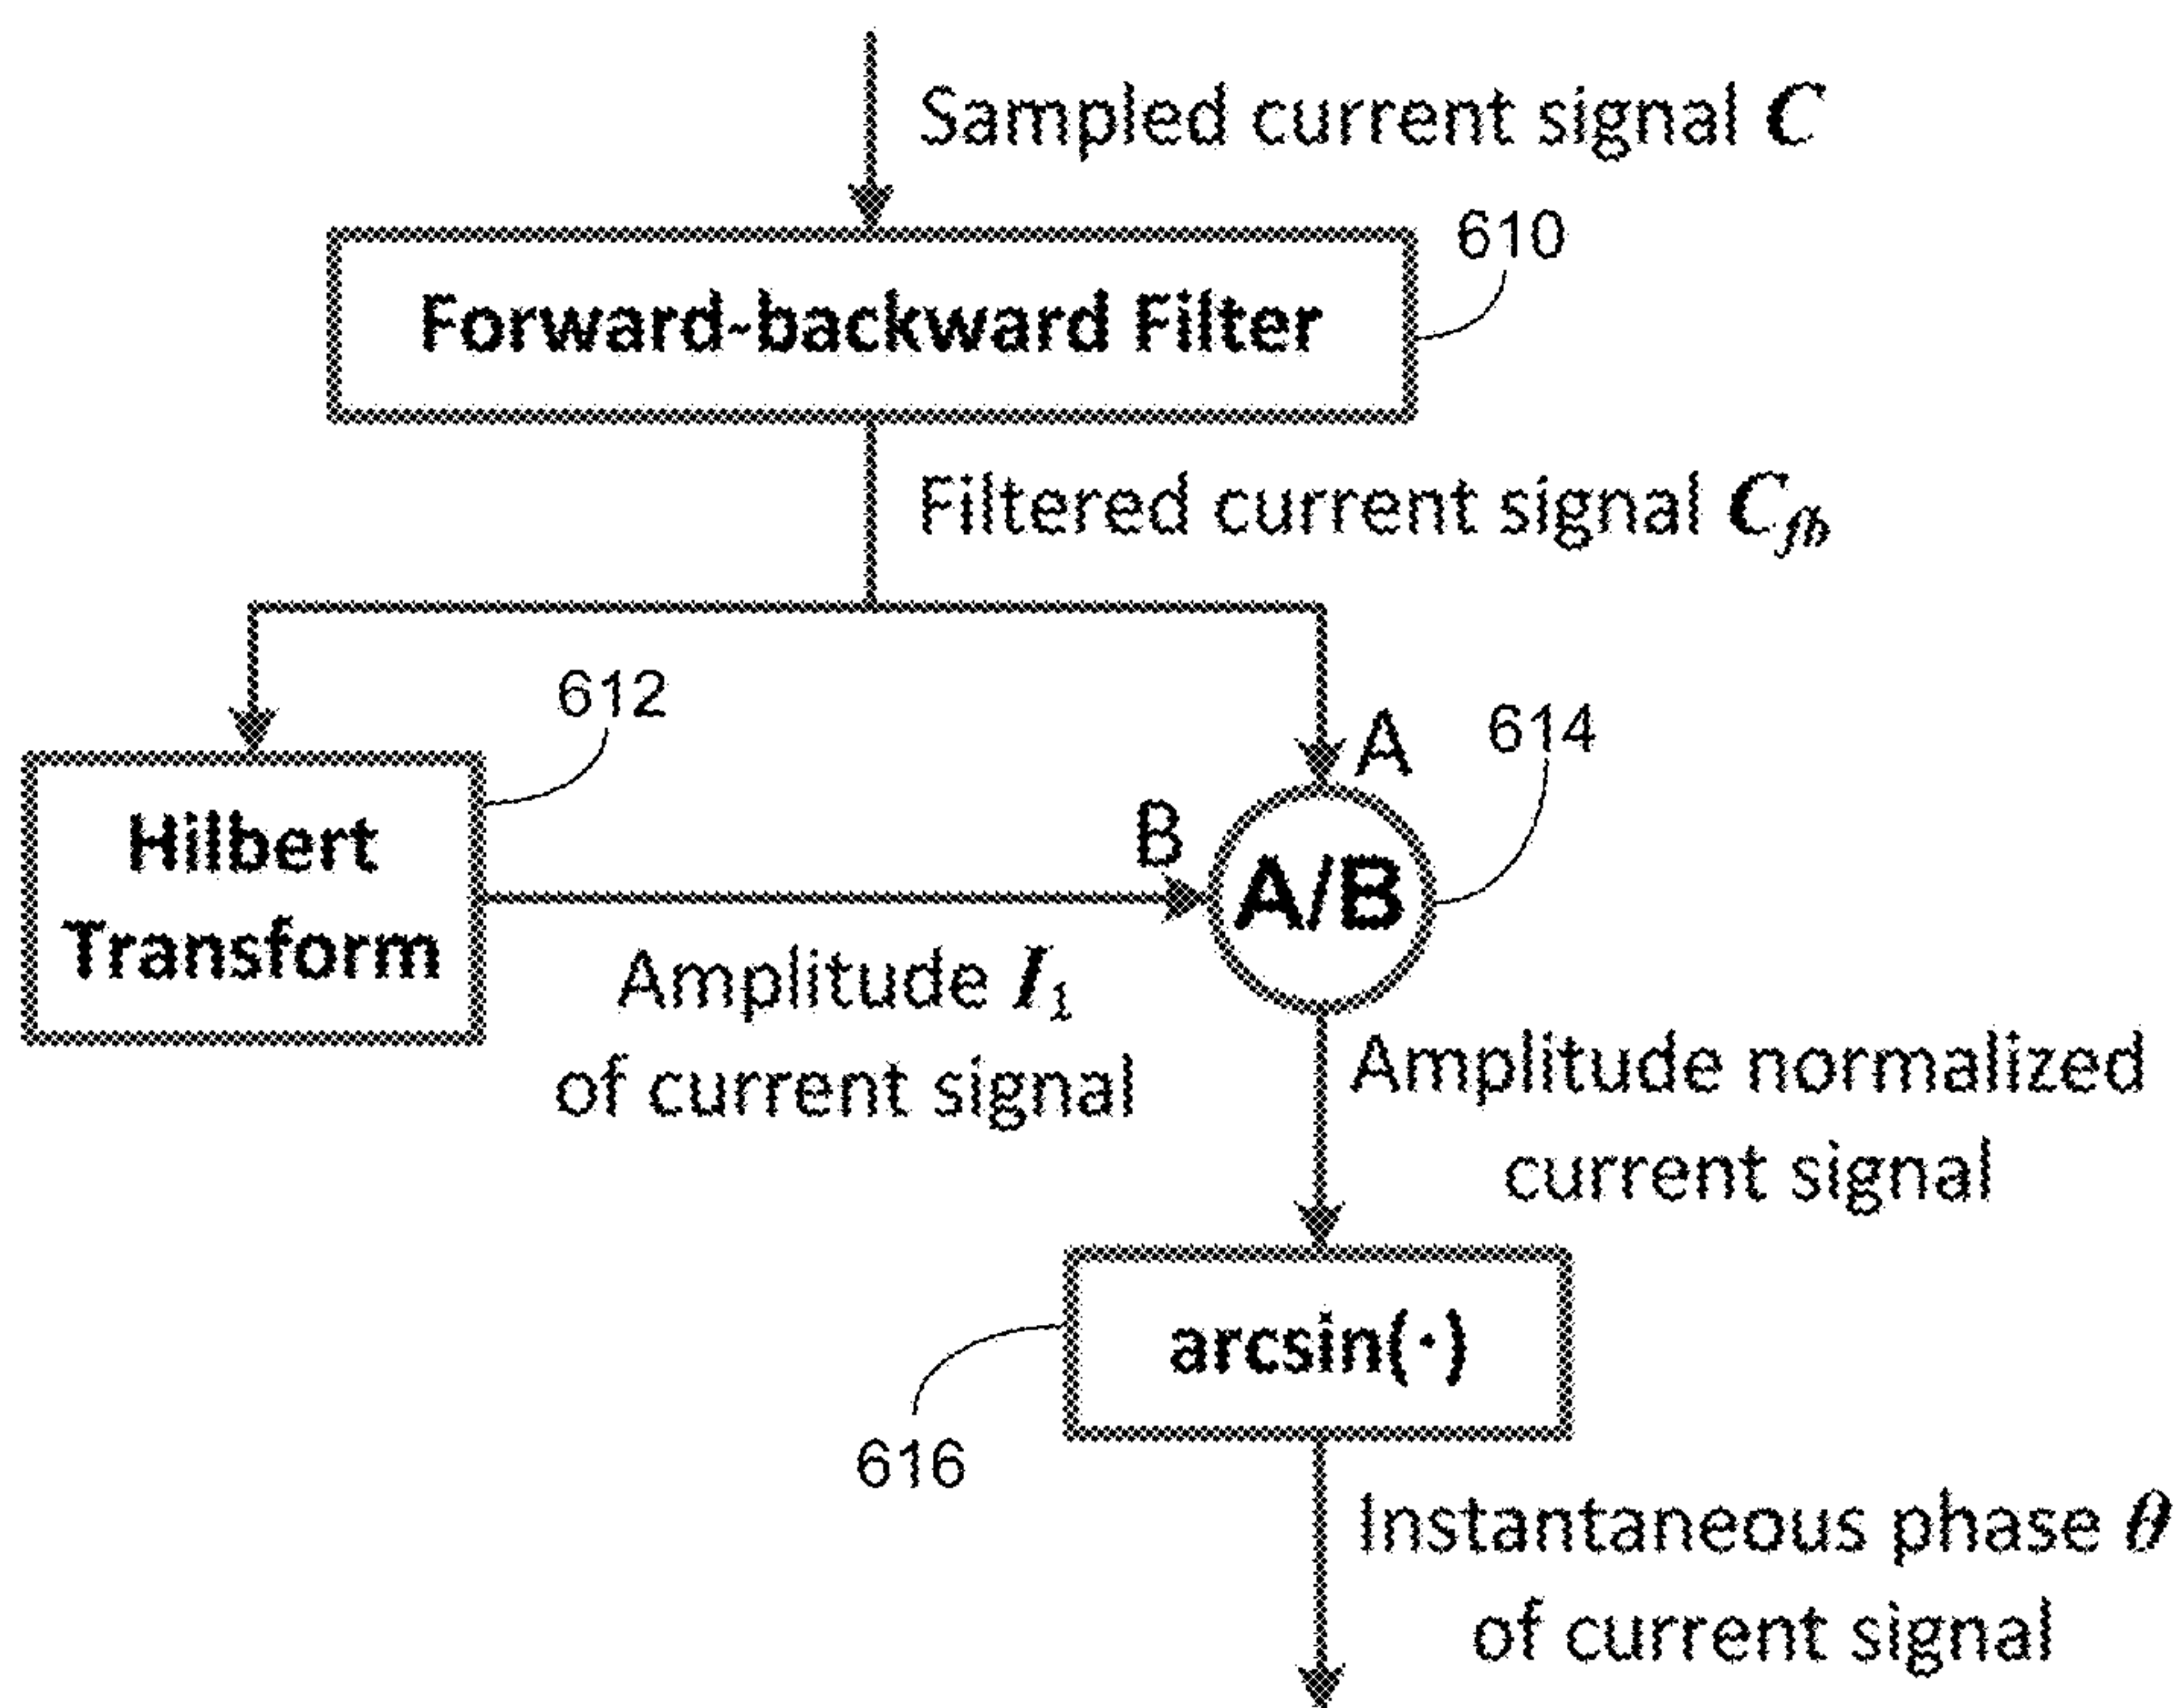 Sampled current signal C
610
Forward-backward Filter
Filtered current signal C_fb
612
614
A
B
Hilbert
Transform
A/B
Amplitude I₁
of current signal
Amplitude normalized
current signal
arcsin(·)
616
Instantaneous phase θ
of current signal